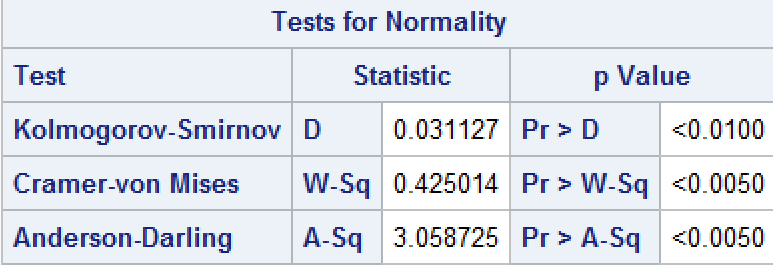 Tests for Normality
Test Statistic p Value
Kolmogorov-Smirnov D 0.031127 Pr > D <0.0100
Cramer-von Mises W-Sq 0.425014 Pr > W-Sq <0.0050
Anderson-Darling A-Sq 3.058725 Pr > A-Sq <0.0050